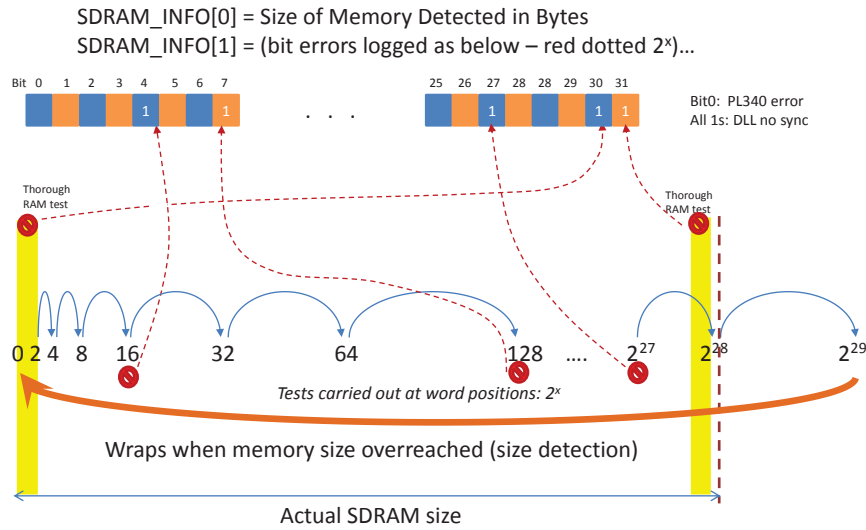 SDRAM_INFO[0] = Size of Memory Detected in Bytes
SDRAM_INFO[1] = (bit errors logged as below – red dotted 2ˣ)…
Bit 0 1 2 3 4 5 6 7 25 26 27 28 28 29 30 31
1 1 . . . 1 1 1
Bit0: PL340 error
All 1s: DLL no sync
Thorough
RAM test
Thorough
RAM test
0 2 4 8 16 32 64 128 .... 2²⁷ 2²⁸ 2²⁹
Tests carried out at word positions: 2ˣ
Wraps when memory size overreached (size detection)
Actual SDRAM size